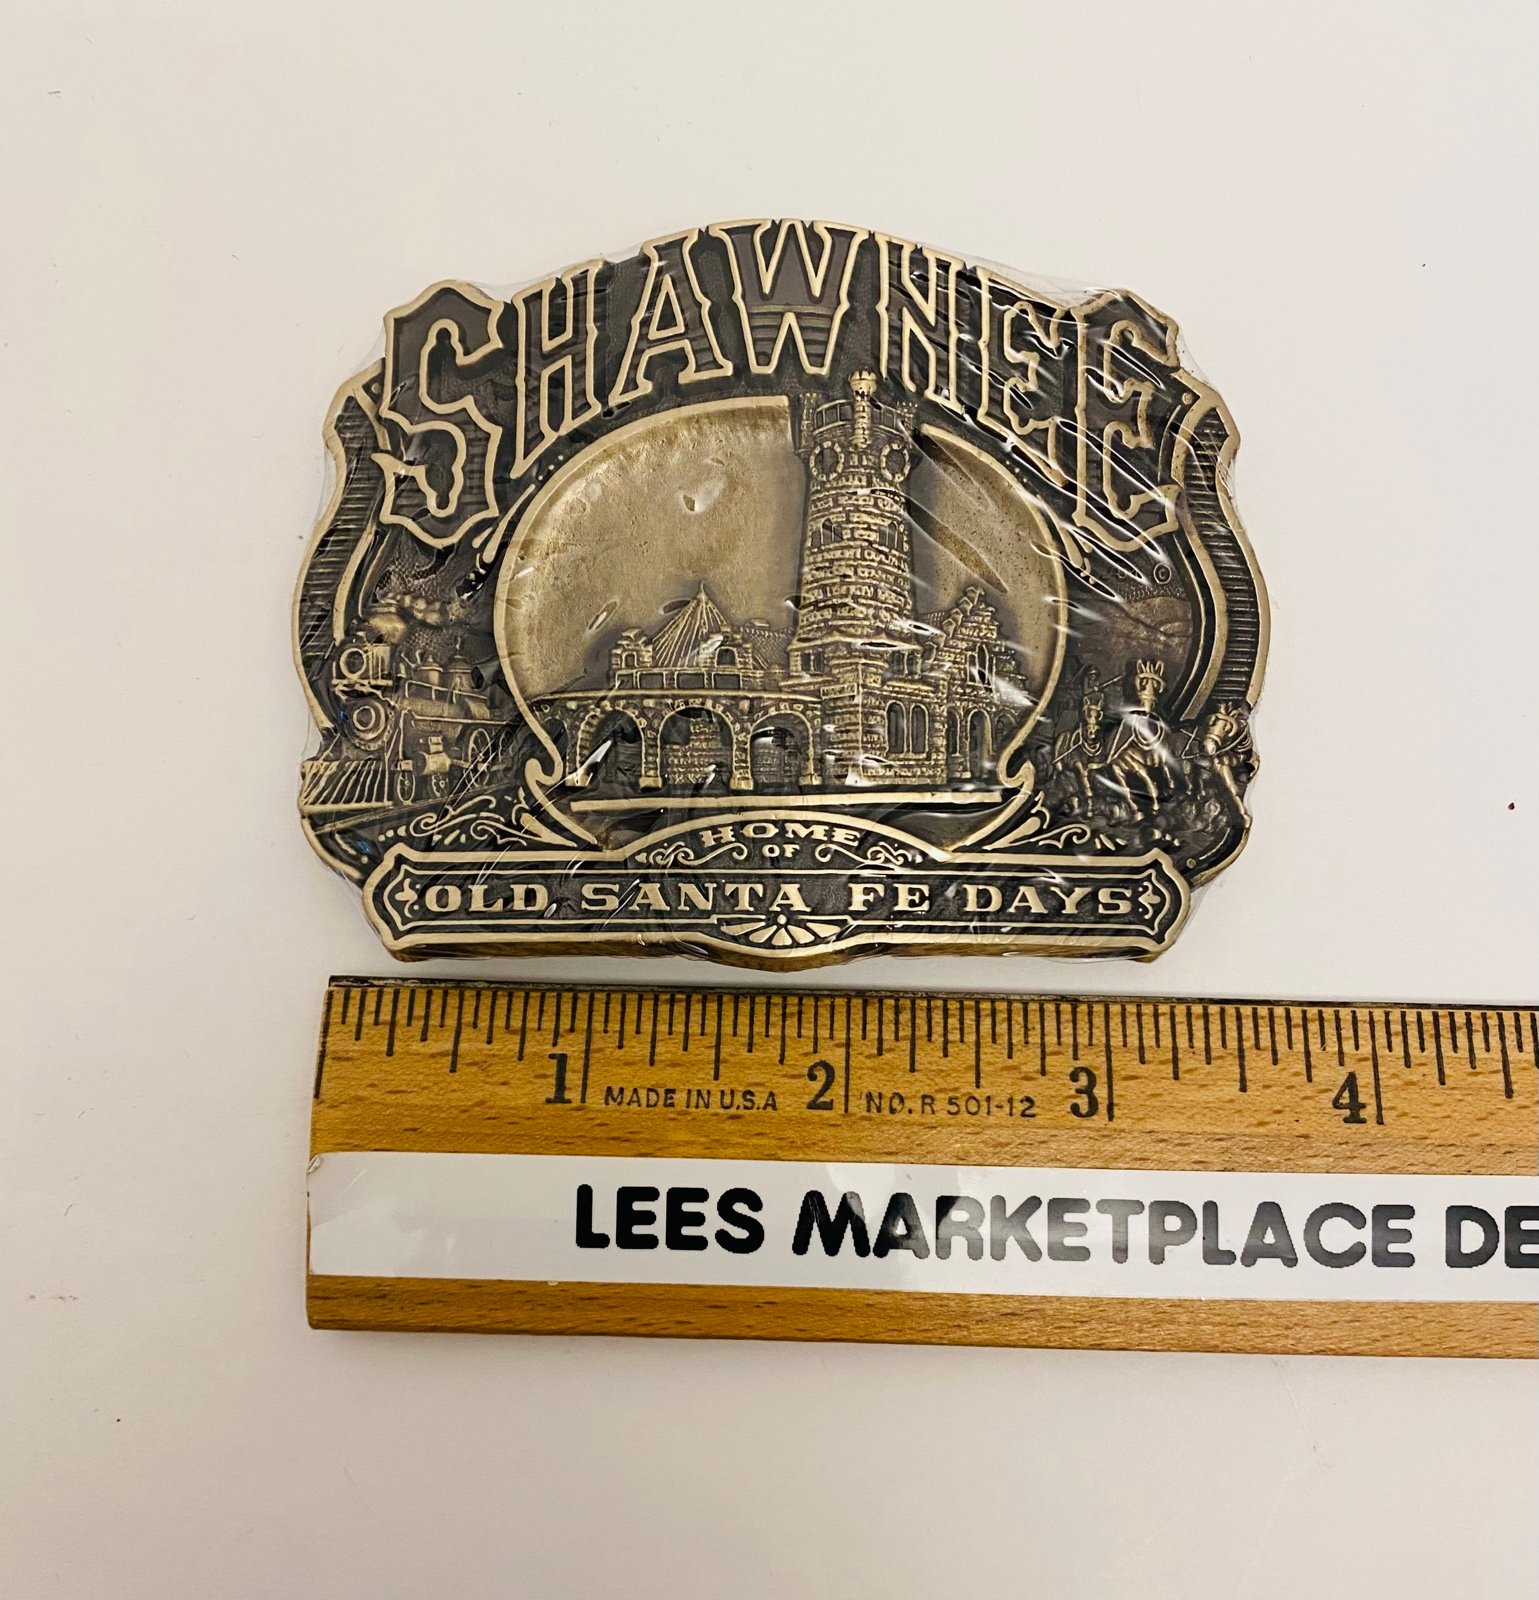 SHAWNEE
©
HOME
OF
OLD SANTA FE DAYS
1 2 3 4
MADE IN U.S.A NO. R 501-12
LEES MARKETPLACE DE